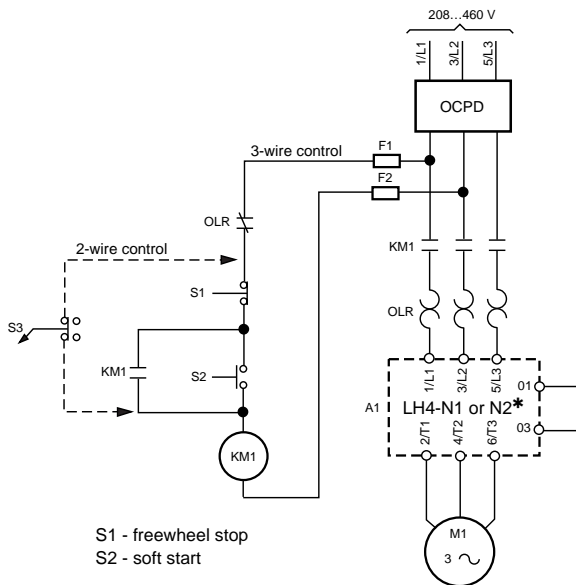 208...460 V
1/L1
3/L2
5/L3
OCPD
F1
3-wire control
F2
OLR
2-wire control
KM1
S1
OLR
S3
KM1
S2
1/L1
3/L2
5/L3
01
A1
LH4-N1 or N2*
03
2/T1
4/T2
6/T3
KM1
S1 - freewheel stop
S2 - soft start
M1
3